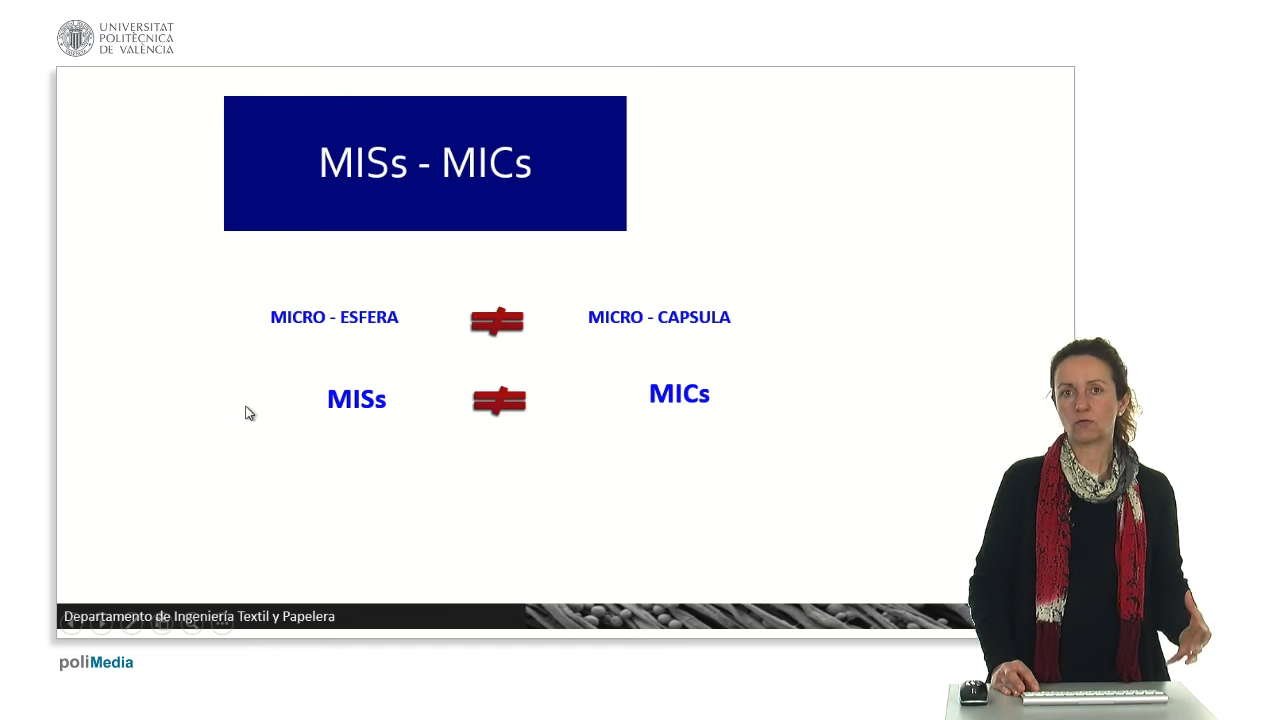 UNIVERSITAT
POLITÈCNICA
DE VALÈNCIA
MISs - MICs
MICRO - ESFERA ≠ MICRO - CAPSULA
MISs ≠ MICs
Departamento de Ingeniería Textil y Papelera
poliMedia